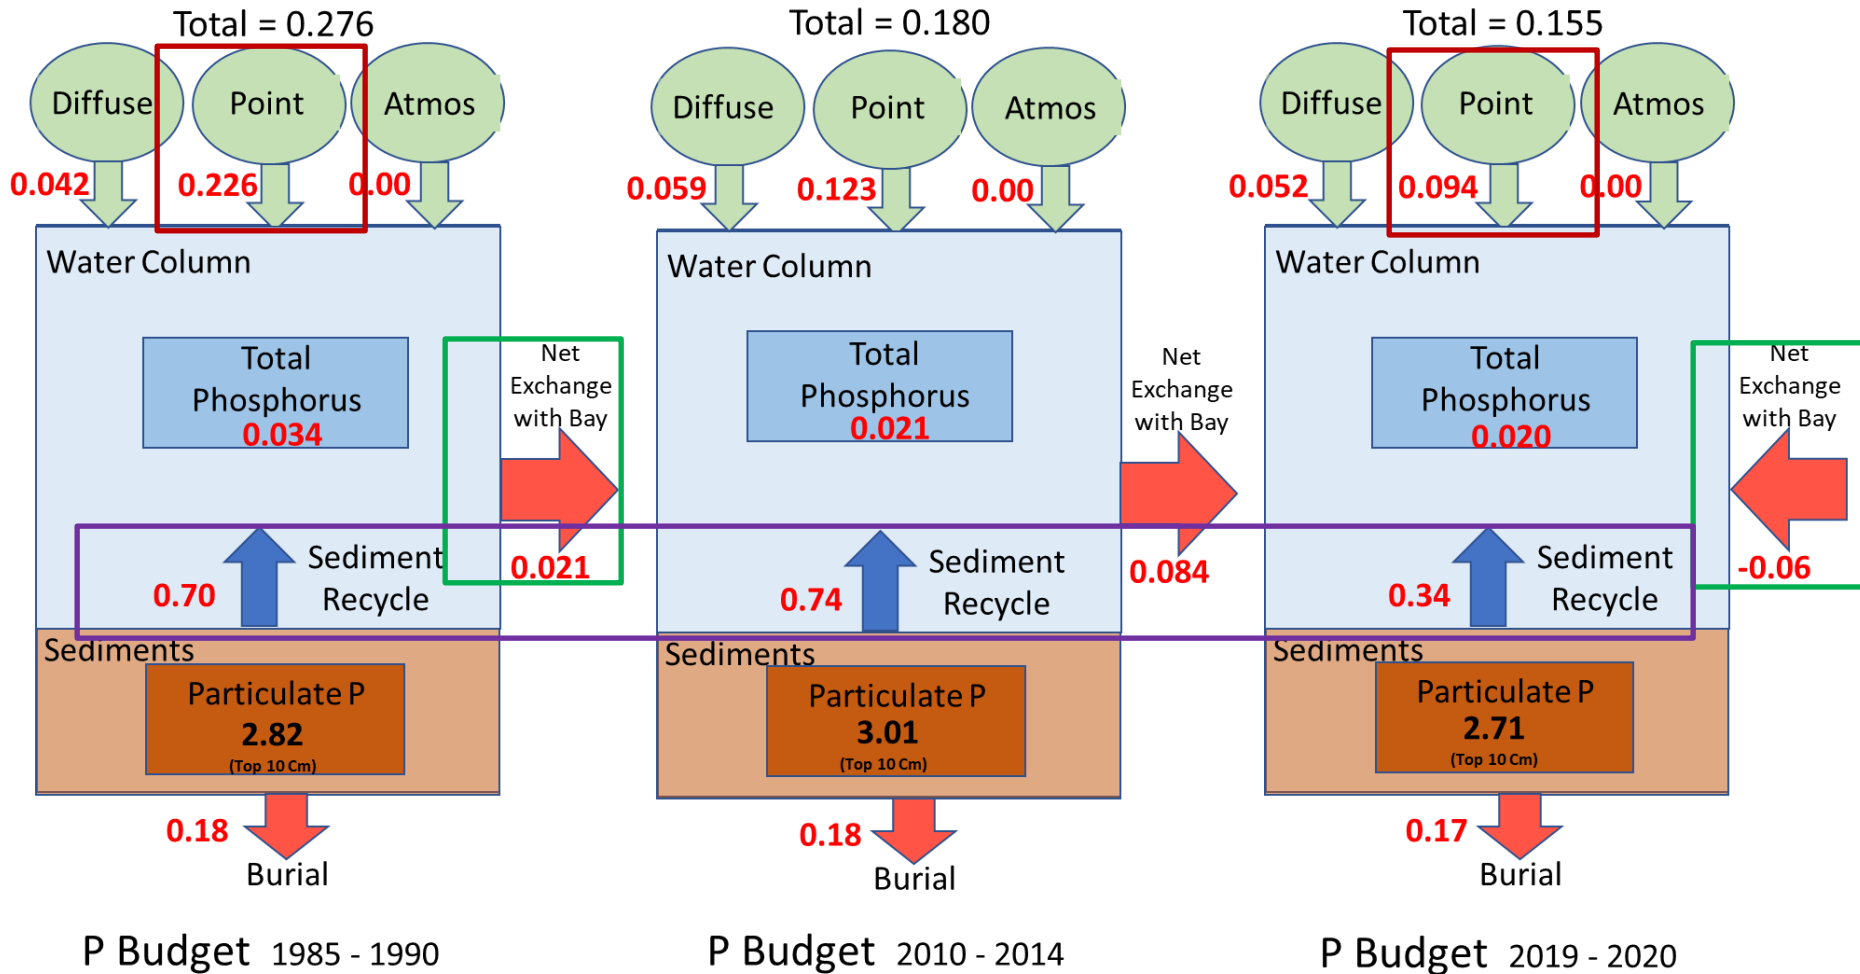 Total = 0.276
Diffuse
Point
Atmos
0.042
0.226
0.00
Water Column
Total
Phosphorus
0.034
Net
Exchange
with Bay
0.021
0.70
Sediment
Recycle
Sediments
Particulate P
2.82
(Top 10 Cm)
0.18
Burial
P Budget 1985 - 1990
Total = 0.180
Diffuse
Point
Atmos
0.059
0.123
0.00
Water Column
Total
Phosphorus
0.021
Net
Exchange
with Bay
0.084
0.74
Sediment
Recycle
Sediments
Particulate P
3.01
(Top 10 Cm)
0.18
Burial
P Budget 2010 - 2014
Total = 0.155
Diffuse
Point
Atmos
0.052
0.094
0.00
Water Column
Total
Phosphorus
0.020
Net
Exchange
with Bay
-0.06
0.34
Sediment
Recycle
Sediments
Particulate P
2.71
(Top 10 Cm)
0.17
Burial
P Budget 2019 - 2020